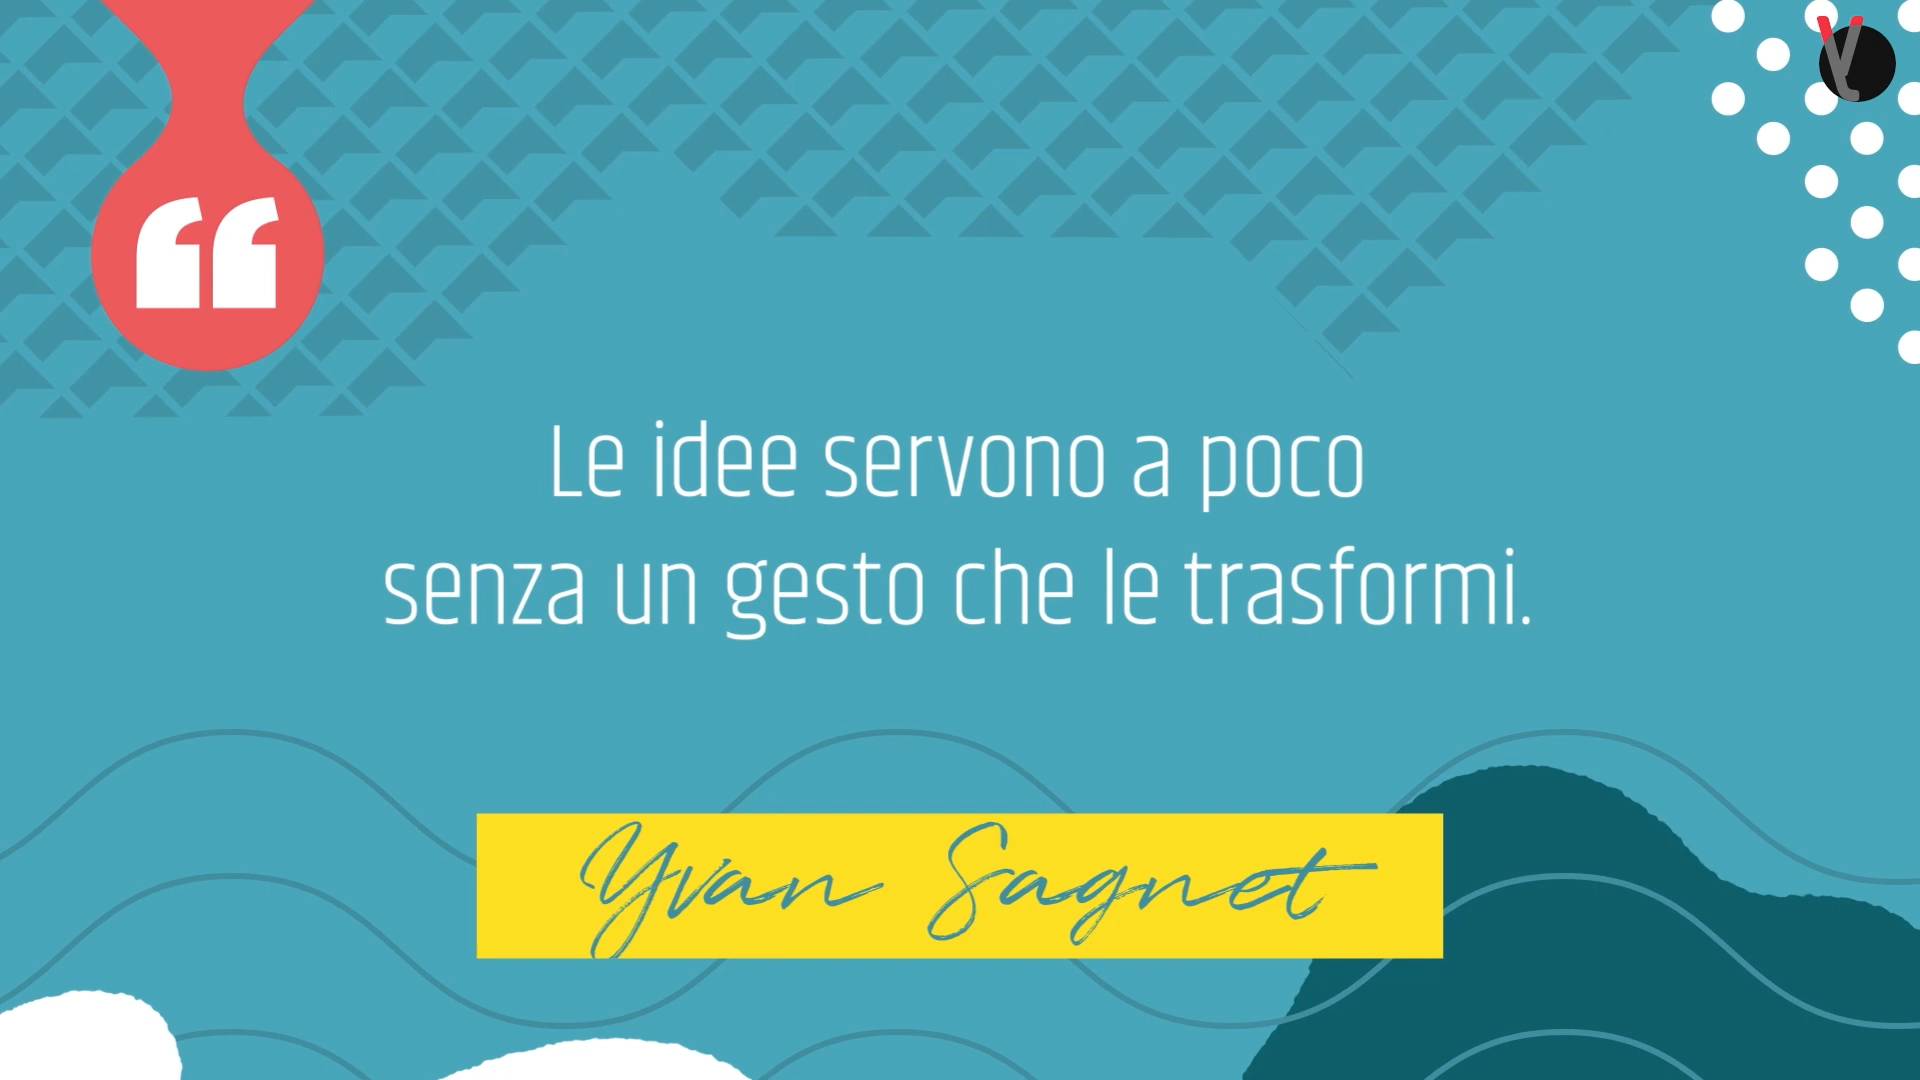 Le idee servono a poco
senza un gesto che le trasformi.
Yvan Sagnet